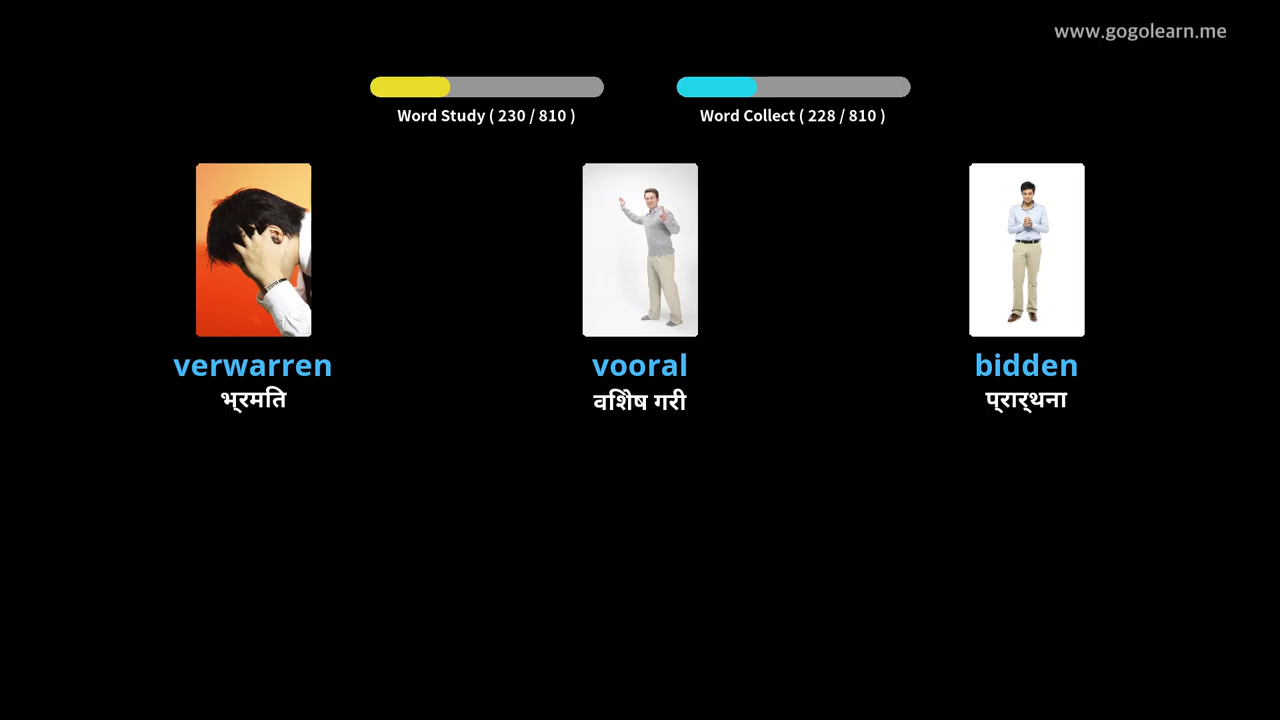 www.gogolearn.me
Word Study ( 230 / 810 )
Word Collect ( 228 / 810 )
verwarren
vooral
bidden
भ्रमति
वशिेष गरी
प्रार्थना